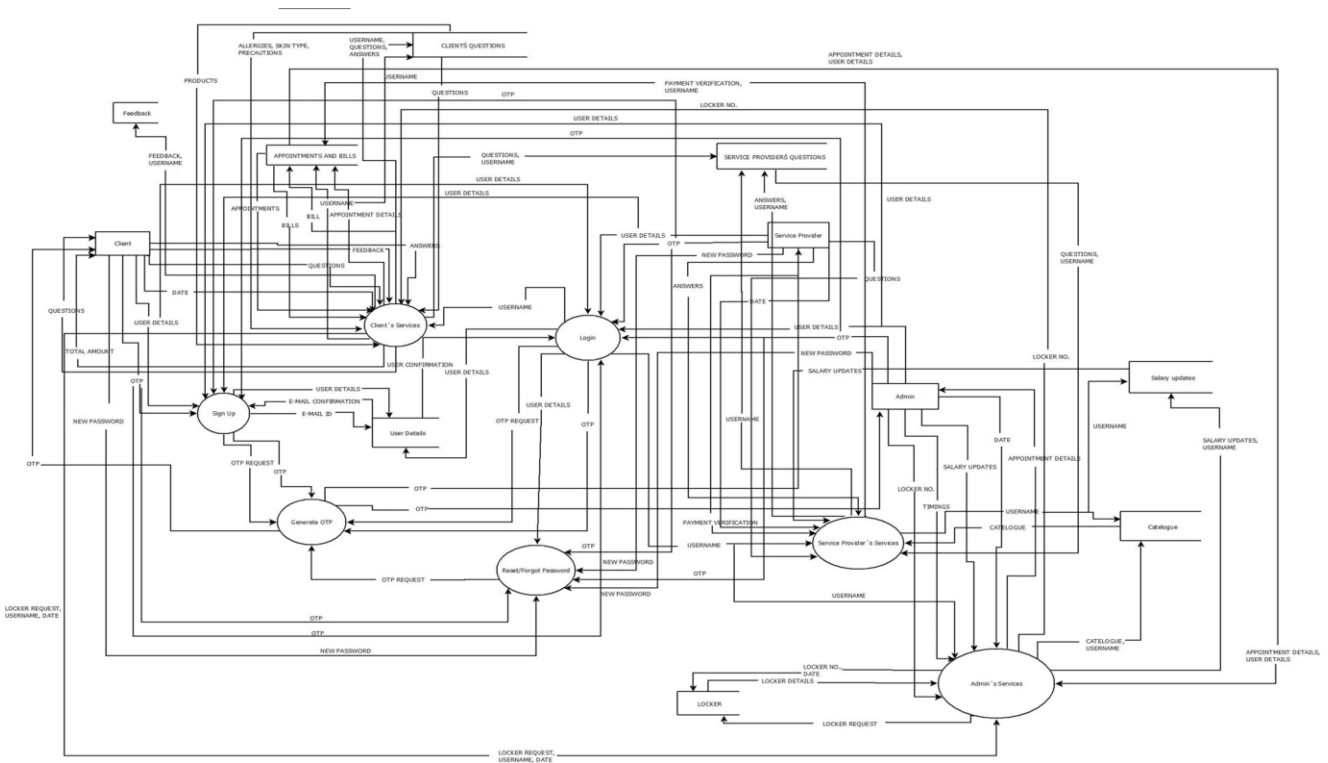 ALLERGIES, SKIN TYPE,
PRECAUTIONS
USERNAME,
QUESTIONS,
ANSWERS
CLIENTS QUESTIONS
APPOINTMENT DETAILS,
USER DETAILS
PRODUCTS
USERNAME
PAYMENT VERIFICATION,
USERNAME
QUESTIONS
OTP
LOCKER NO.
Feedback
USER DETAILS
OTP
FEEDBACK,
USERNAME
APPOINTMENTS AND BILLS
QUESTIONS,
USERNAME
SERVICE PROVIDERS QUESTIONS
USER DETAILS
USER DETAILS
ANSWERS,
USERNAME
USER DETAILS
APPOINTMENTS
BILL
USERNAME
APPOINTMENT DETAILS
BILLS
Client
FEEDBACK
ANSWERS
USER DETAILS
OTP
Service Provider
NEW PASSWORD
QUESTIONS,
USERNAME
QUESTIONS
QUESTIONS
ANSWERS
DATE
DATE
QUESTIONS
USER DETAILS
Client´s Services
USERNAME
Login
USER DETAILS
OTP
TOTAL AMOUNT
NEW PASSWORD
LOCKER NO.
USER CONFIRMATION
USER DETAILS
SALARY UPDATES
Salary updates
OTP
USER DETAILS
E-MAIL CONFIRMATION
E-MAIL ID
Sign Up
User Details
USER DETAILS
Admin
NEW PASSWORD
OTP REQUEST
OTP
USERNAME
USERNAME
DATE
SALARY UPDATES,
USERNAME
OTP
OTP REQUEST
OTP
APPOINTMENT DETAILS
SALARY UPDATES
OTP
LOCKER NO.
OTP
TIMINGS
USERNAME
Generate OTP
PAYMENT VERIFICATION
CATELOGUE
Catelogue
USERNAME
Service Provider´s Services
OTP
NEW PASSWORD
Reset/Forgot Password
OTP REQUEST
OTP
NEW PASSWORD
USERNAME
LOCKER REQUEST,
USERNAME, DATE
OTP
OTP
NEW PASSWORD
CATELOGUE,
USERNAME
APPOINTMENT DETAILS,
USER DETAILS
LOCKER NO.,
DATE
LOCKER DETAILS
Admin´s Services
LOCKER
LOCKER REQUEST
LOCKER REQUEST,
USERNAME, DATE